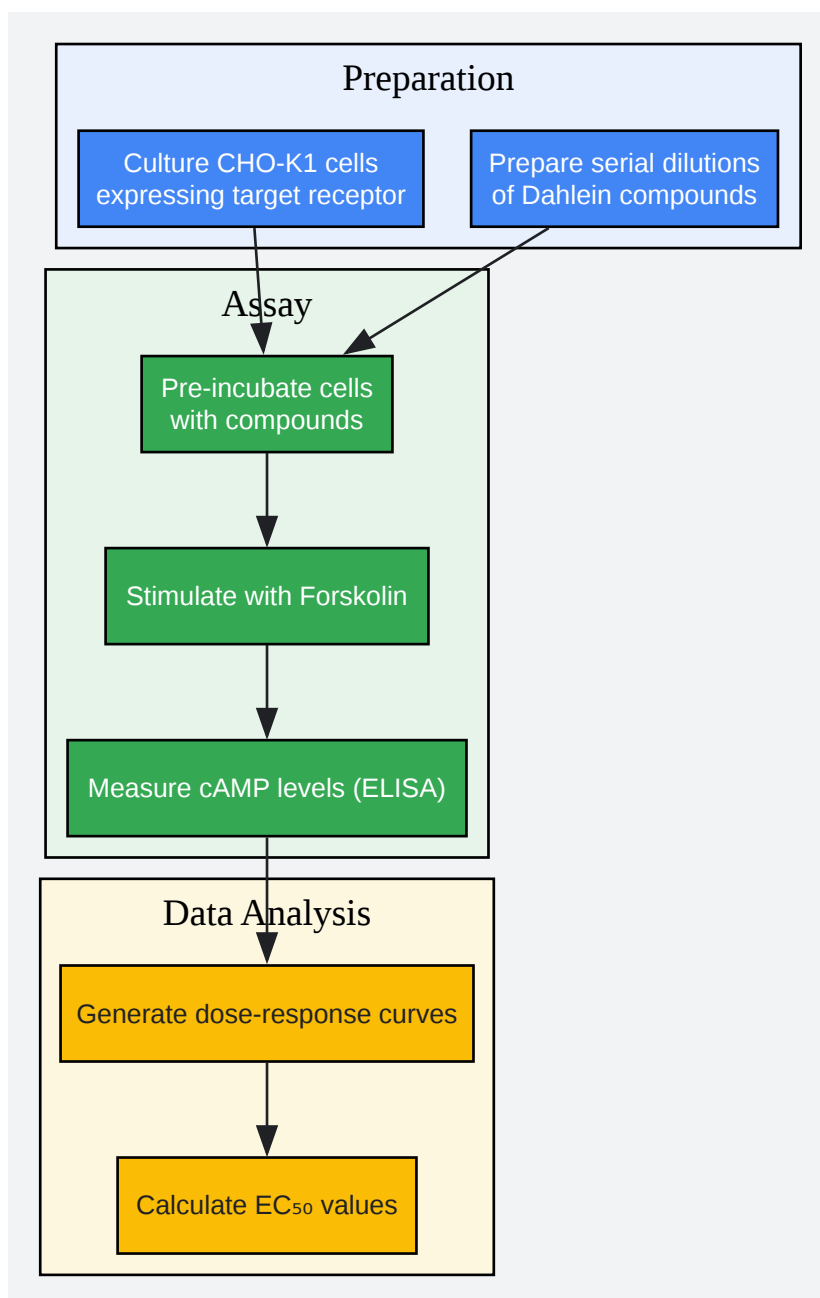 Preparation
Culture CHO-K1 cells
expressing target receptor
Prepare serial dilutions
of Dahlein compounds
Assay
Pre-incubate cells
with compounds
Stimulate with Forskolin
Measure cAMP levels (ELISA)
Data Analysis
Generate dose-response curves
Calculate EC₅₀ values